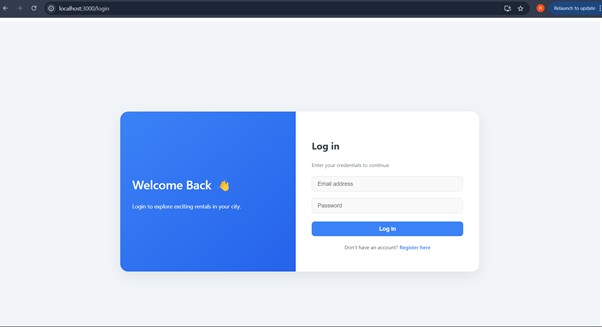 localhost:3000/login
R
Relaunch to update
Welcome Back 👋
Login to explore exciting rentals in your city.
Log in
Enter your credentials to continue
Email address
Password
Log in
Don't have an account? Register here